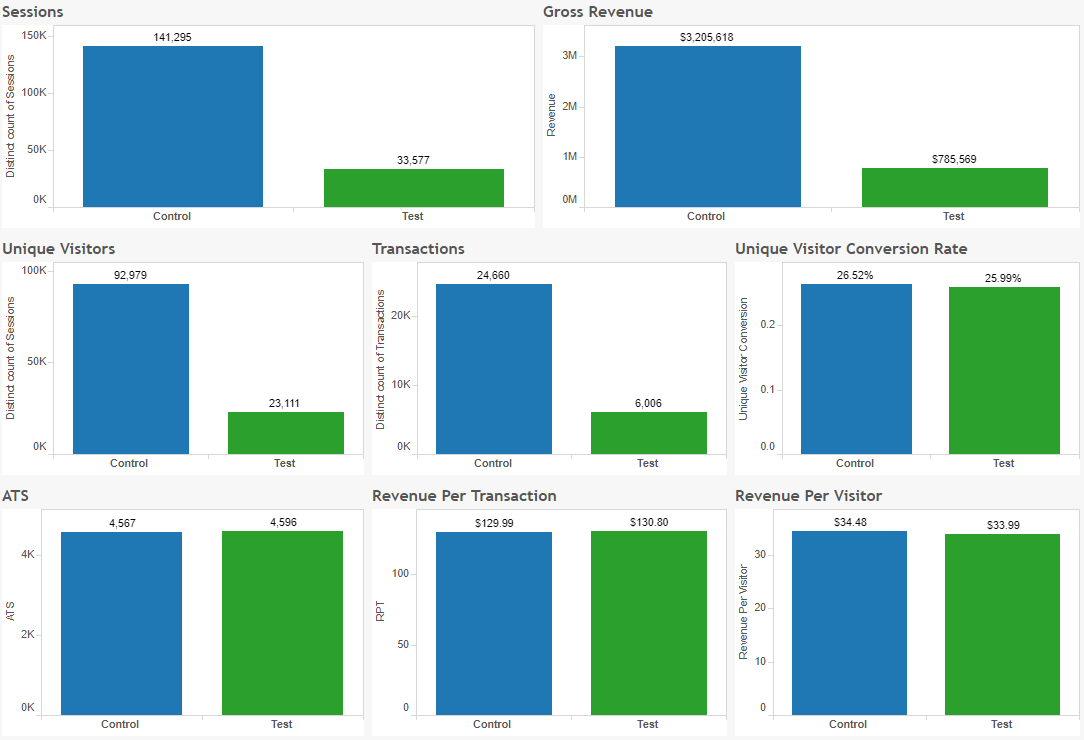 Sessions
Distinct count of Sessions
150K
100K
50K
0K
141,295
33,577
Control
Test
Gross Revenue
Revenue
3M
2M
1M
0M
$3,205,618
$785,569
Control
Test
Unique Visitors
Distinct count of Sessions
100K
50K
0K
92,979
23,111
Control
Test
Transactions
Distinct count of Transactions
20K
10K
0K
24,660
6,006
Control
Test
Unique Visitor Conversion Rate
Unique Visitor Conversion
0.2
0.1
0.0
26.52%
25.99%
Control
Test
ATS
ATS
4K
2K
0K
4,567
4,596
Control
Test
Revenue Per Transaction
RPT
100
50
0
$129.99
$130.80
Control
Test
Revenue Per Visitor
Revenue Per Visitor
30
20
10
0
$34.48
$33.99
Control
Test